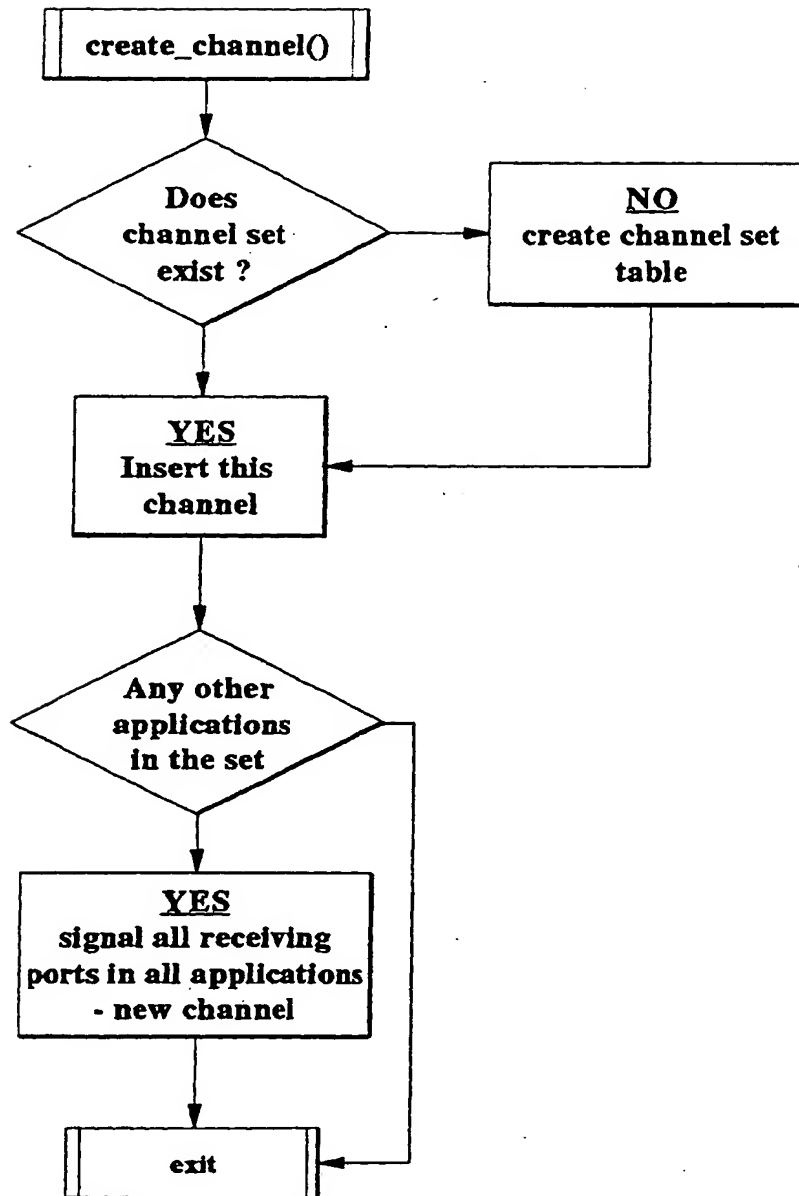 create_channel()
Does
channel set
exist ?
NO
create channel set
table
YES
Insert this
channel
Any other
applications
in the set
YES
signal all receiving
ports in all applications
- new channel
exit